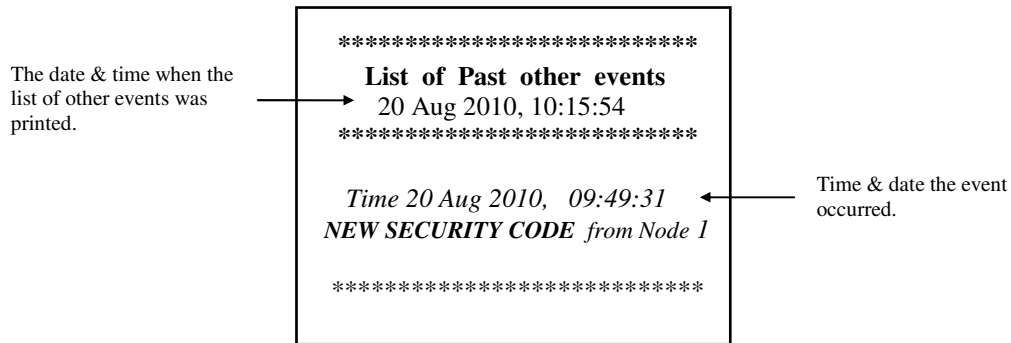 ***************************
List of Past other events
The date & time when the
list of other events was
printed.
20 Aug 2010, 10:15:54
***************************
Time 20 Aug 2010, 09:49:31
Time & date the event
occurred.
NEW SECURITY CODE from Node 1
****************************